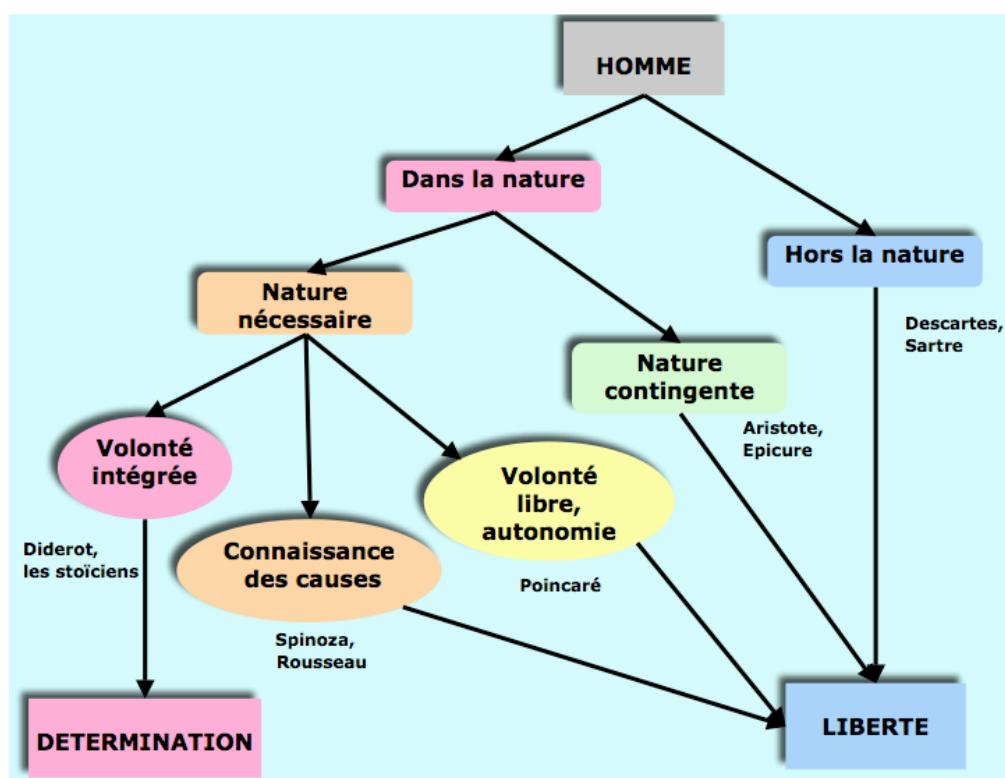 HOMME
Dans la nature
Hors la nature
Nature
nécessaire
Descartes,
Sartre
Nature
contingente
Aristote,
Epicure
Volonté
intégrée
Volonté
libre,
autonomie
Diderot,
les stoïciens
Connaissance
des causes
Poincaré
Spinoza,
Rousseau
DETERMINATION
LIBERTE